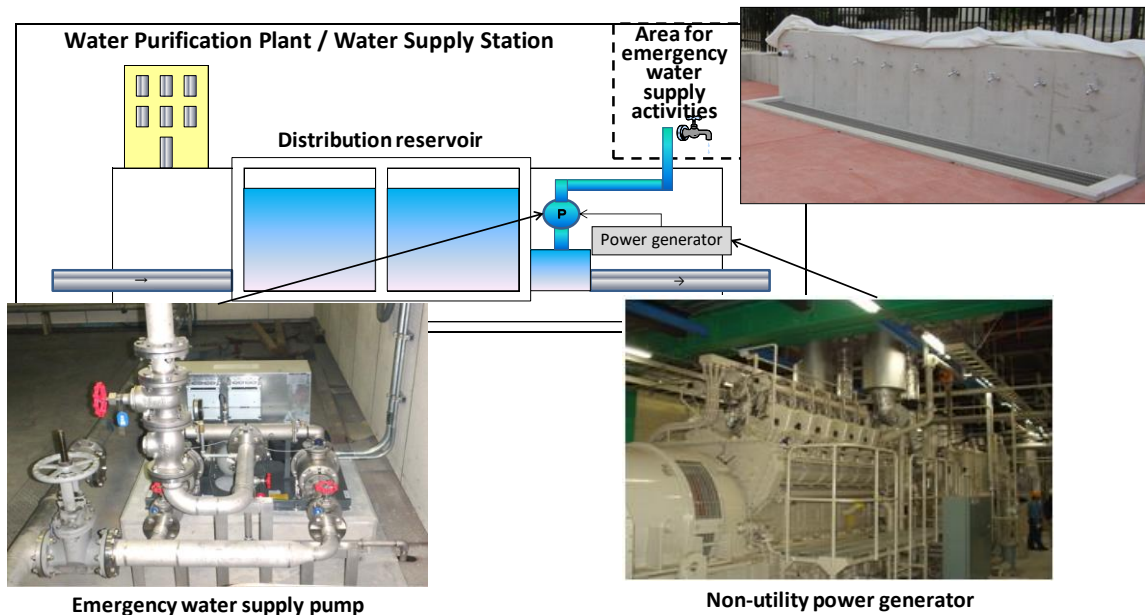 Water Purification Plant / Water Supply Station
Area for
emergency
water
supply
activities
Distribution reservoir
P
Power generator
→
→
Emergency water supply pump
Non-utility power generator